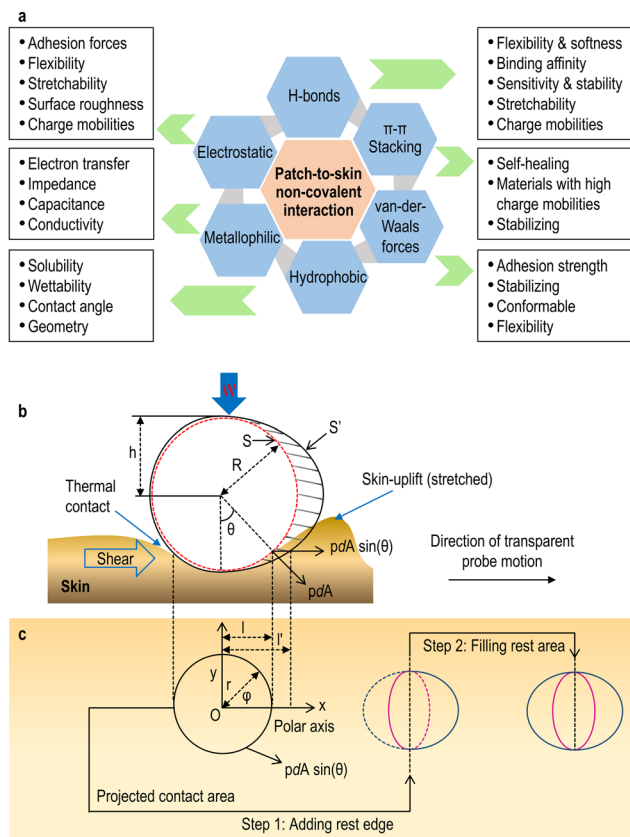 a
• Adhesion forces
• Flexibility
• Stretchability
• Surface roughness
• Charge mobilities
• Electron transfer
• Impedance
• Capacitance
• Conductivity
• Solubility
• Wettability
• Contact angle
• Geometry
H-bonds
Electrostatic
π-π
Stacking
Patch-to-skin
non-covalent
interaction
Metallophilic
van-der-
Waals
forces
Hydrophobic
• Flexibility & softness
• Binding affinity
• Sensitivity & stability
• Stretchability
• Charge mobilities
• Self-healing
• Materials with high
charge mobilities
• Stabilizing
• Adhesion strength
• Stabilizing
• Conformable
• Flexibility
b
W
h
S
S'
R
θ
Thermal
contact
Skin-uplift (stretched)
Shear
Skin
pdA sin(θ)
pdA
Direction of transparent
probe motion
c
l
l'
y
r
φ
O
x
Polar axis
pdA sin(θ)
Projected contact area
Step 1: Adding rest edge
Step 2: Filling rest area